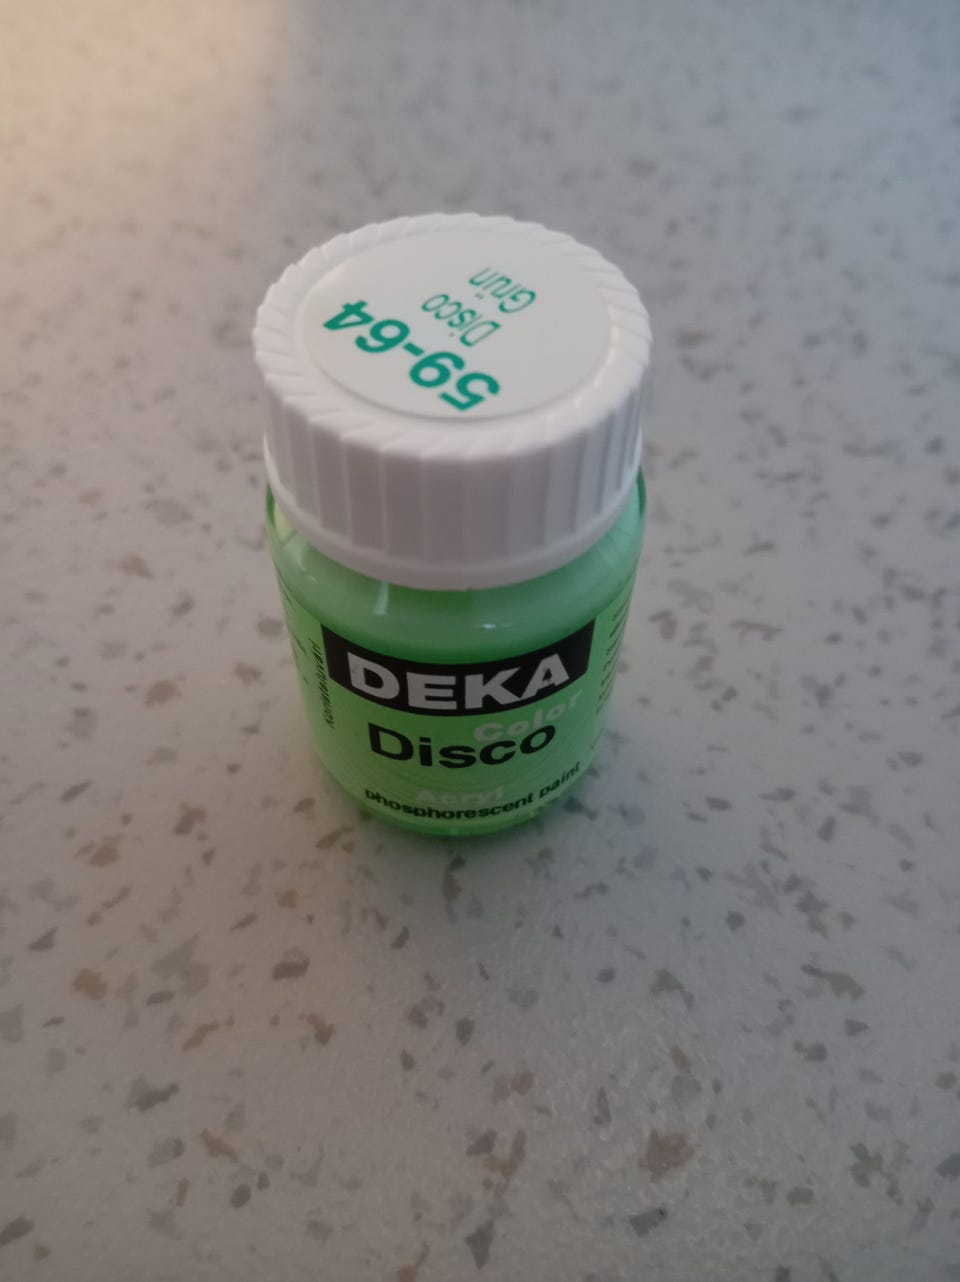 59-64
Disco
Grün
DEKA
Color
Disco
Acryl
phosphorescent paint